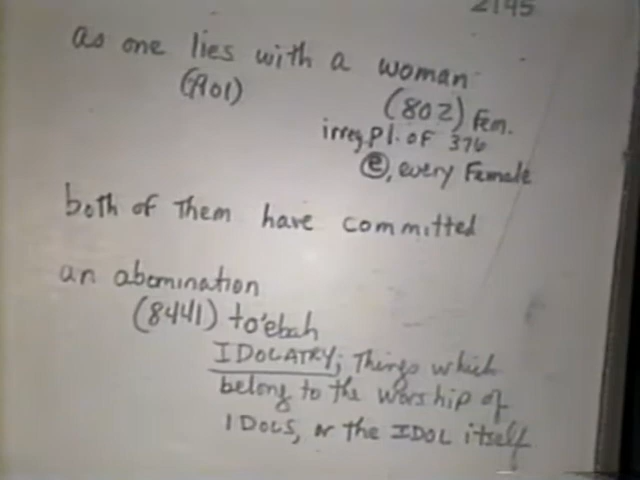 2145
as one lies with a woman
(7901) (802) Fem.
irreg pl. of 376
ⓔ, every Female
both of them have committed
an abomination
(8441) to'ebah
IDOLATRY; Things which
belong to the worship of
IDOLS, or the IDOL itself